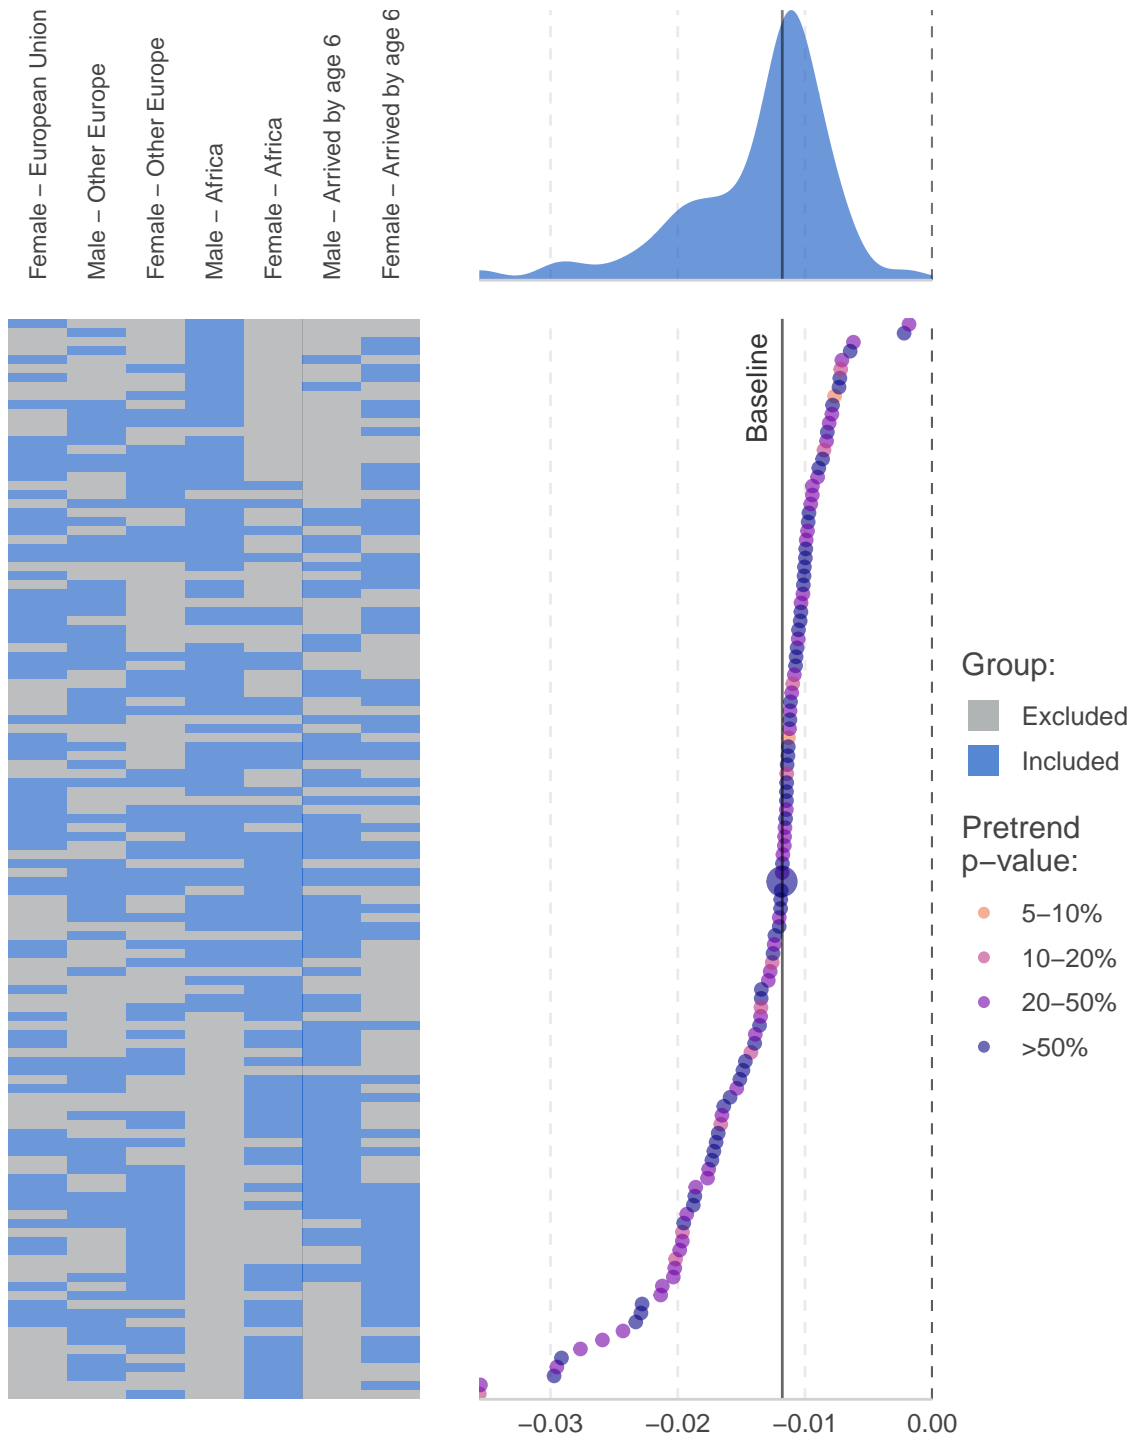 Female – European Union
Male – Other Europe
Female – Other Europe
Male – Africa
Female – Africa
Male – Arrived by age 6
Female – Arrived by age 6
Baseline
Group:
Excluded
Included
Pretrend
p−value:
5−10%
10−20%
20−50%
>50%
−0.03
−0.02
−0.01
0.00